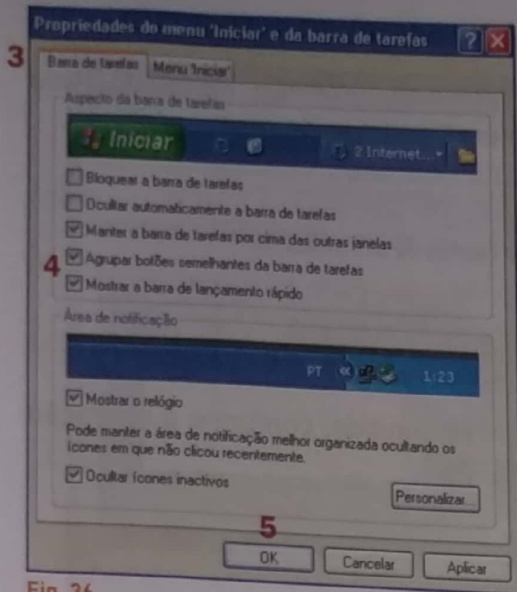 Propriedades do menu 'Iniciar' e da barra de tarefas
3
Barra de tarefas Menu 'Iniciar'
Aspecto da barra de tarefas
Iniciar 2 Internet...
Bloquear a barra de tarefas
Ocultar automaticamente a barra de tarefas
Manter a barra de tarefas por cima das outras janelas
4 Agrupar botões semelhantes da barra de tarefas
Mostrar a barra de lançamento rápido
Área de notificação
PT « 1:23
Mostrar o relógio
Pode manter a área de notificação melhor organizada ocultando os
ícones em que não clicou recentemente.
Ocultar ícones inactivos
Personalizar...
5
OK Cancelar Aplicar
Fig. 26